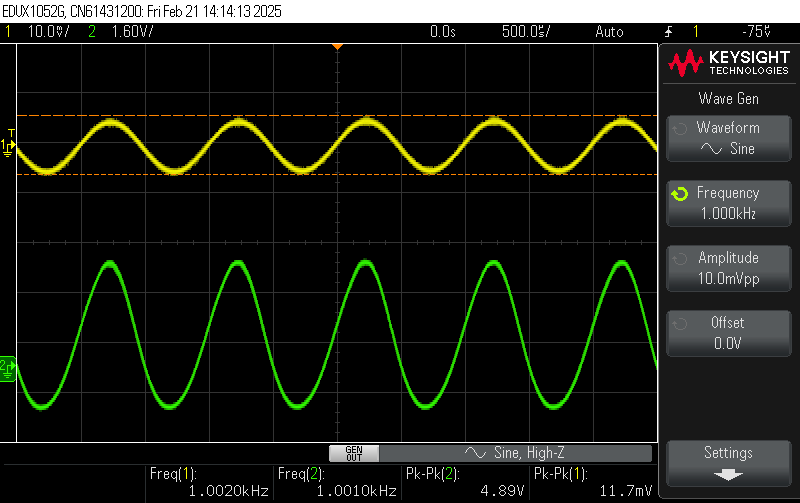 EDUX1052G, CN61431200: Fri Feb 21 14:14:13 2025
1 10.0♈/ 2 1.60V/ 0.0s 500.0㎲/ Auto 1 -75♈
KEYSIGHT
TECHNOLOGIES
Wave Gen
Waveform
Sine
Frequency
1.000kHz
Amplitude
10.0mVpp
Offset
0.0V
T
1
2
GEN
OUT
Sine, High-Z
Settings
Freq(1): Freq(2): Pk-Pk(2): Pk-Pk(1):
1.0020kHz 1.0010kHz 4.89V 11.7mV